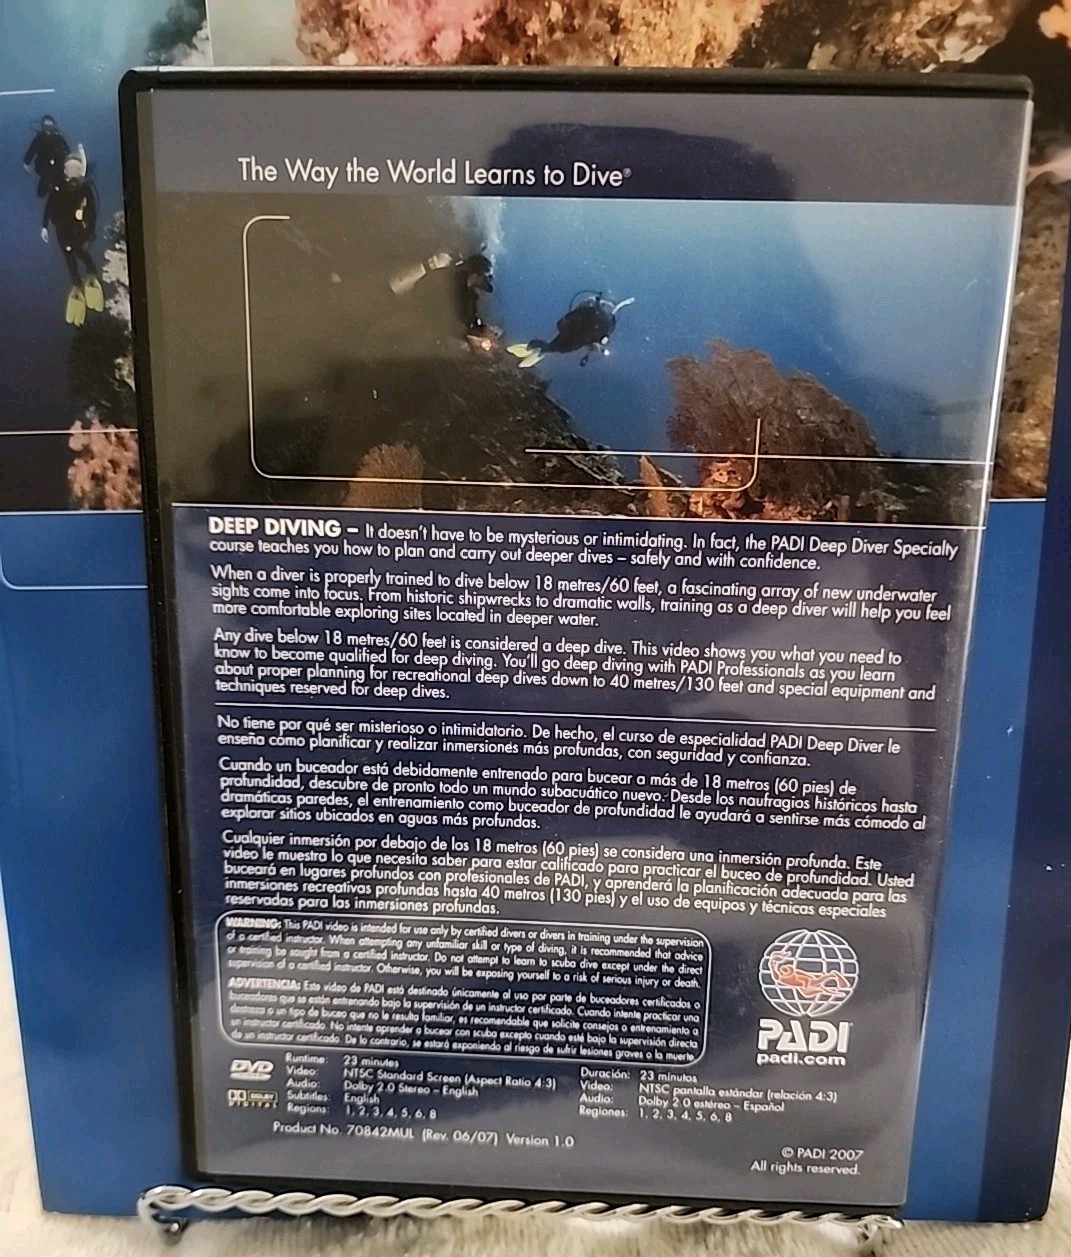 The Way the World Learns to Dive®
DEEP DIVING – It doesn't have to be mysterious or intimidating. In fact, the PADI Deep Diver Specialty
course teaches you how to plan and carry out deeper dives – safely and with confidence.
When a diver is properly trained to dive below 18 metres/60 feet, a fascinating array of new underwater
sights come into focus. From historic shipwrecks to dramatic walls, training as a deep diver will help you feel
more comfortable exploring sites located in deeper water.
Any dive below 18 metres/60 feet is considered a deep dive. This video shows you what you need to
know to become qualified for deep diving. You'll go deep diving with PADI Professionals as you learn
about proper planning for recreational deep dives down to 40 metres/130 feet and special equipment and
techniques reserved for deep dives.
No tiene por qué ser misterioso o intimidatorio. De hecho, el curso de especialidad PADI Deep Diver le
enseña cómo planificar y realizar inmersiones más profundas, con seguridad y confianza.
Cuando un buceador está debidamente entrenado para bucear a más de 18 metros (60 pies) de
profundidad, descubre de pronto todo un mundo subacuático nuevo. Desde los naufragios históricos hasta
dramáticas paredes, el entrenamiento como buceador de profundidad le ayudará a sentirse más cómodo al
explorar sitios ubicados en aguas más profundas.
Cualquier inmersión por debajo de los 18 metros (60 pies) se considera una inmersión profunda. Este
video le muestra lo que necesita saber para estar calificado para practicar el buceo de profundidad. Usted
buceará en lugares profundos con profesionales de PADI, y aprenderá la planificación adecuada para las
inmersiones recreativas profundas hasta 40 metros (130 pies) y el uso de equipos y técnicas especiales
reservadas para las inmersiones profundas.
WARNING: This PADI video is intended for use only by certified divers or divers in training under the supervision
of a certified instructor. When attempting any unfamiliar skill or type of diving, it is recommended that advice
or training be sought from a certified instructor. Do not attempt to learn to scuba dive except under the direct
supervision of a certified instructor. Otherwise, you will be exposing yourself to a risk of serious injury or death.
ADVERTENCIA: Este video de PADI está destinado únicamente al uso por parte de buceadores certificados o
buceadores que se están entrenando bajo la supervisión de un instructor certificado. Cuando intente practicar una
destreza o un tipo de buceo que no le resulta familiar, es recomendable que solicite consejos o entrenamiento a
un instructor certificado. No intente aprender a bucear con scuba excepto cuando esté bajo la supervisión directa
de un instructor certificado. De lo contrario, se estará exponiendo al riesgo de sufrir lesiones graves o la muerte.
PADI
padi.com
DVD
DOLBY
DIGITAL
Runtime: 23 minutes
Video: NTSC Standard Screen (Aspect Ratio 4:3)
Audio: Dolby 2.0 Stereo – English
Subtitles: English
Regions: 1, 2, 3, 4, 5, 6, 8
Duración: 23 minutos
Video: NTSC pantalla estándar (relación 4:3)
Audio: Dolby 2.0 estéreo – Español
Regiones: 1, 2, 3, 4, 5, 6, 8
Product No. 70842MUL (Rev. 06/07) Version 1.0
© PADI 2007
All rights reserved.